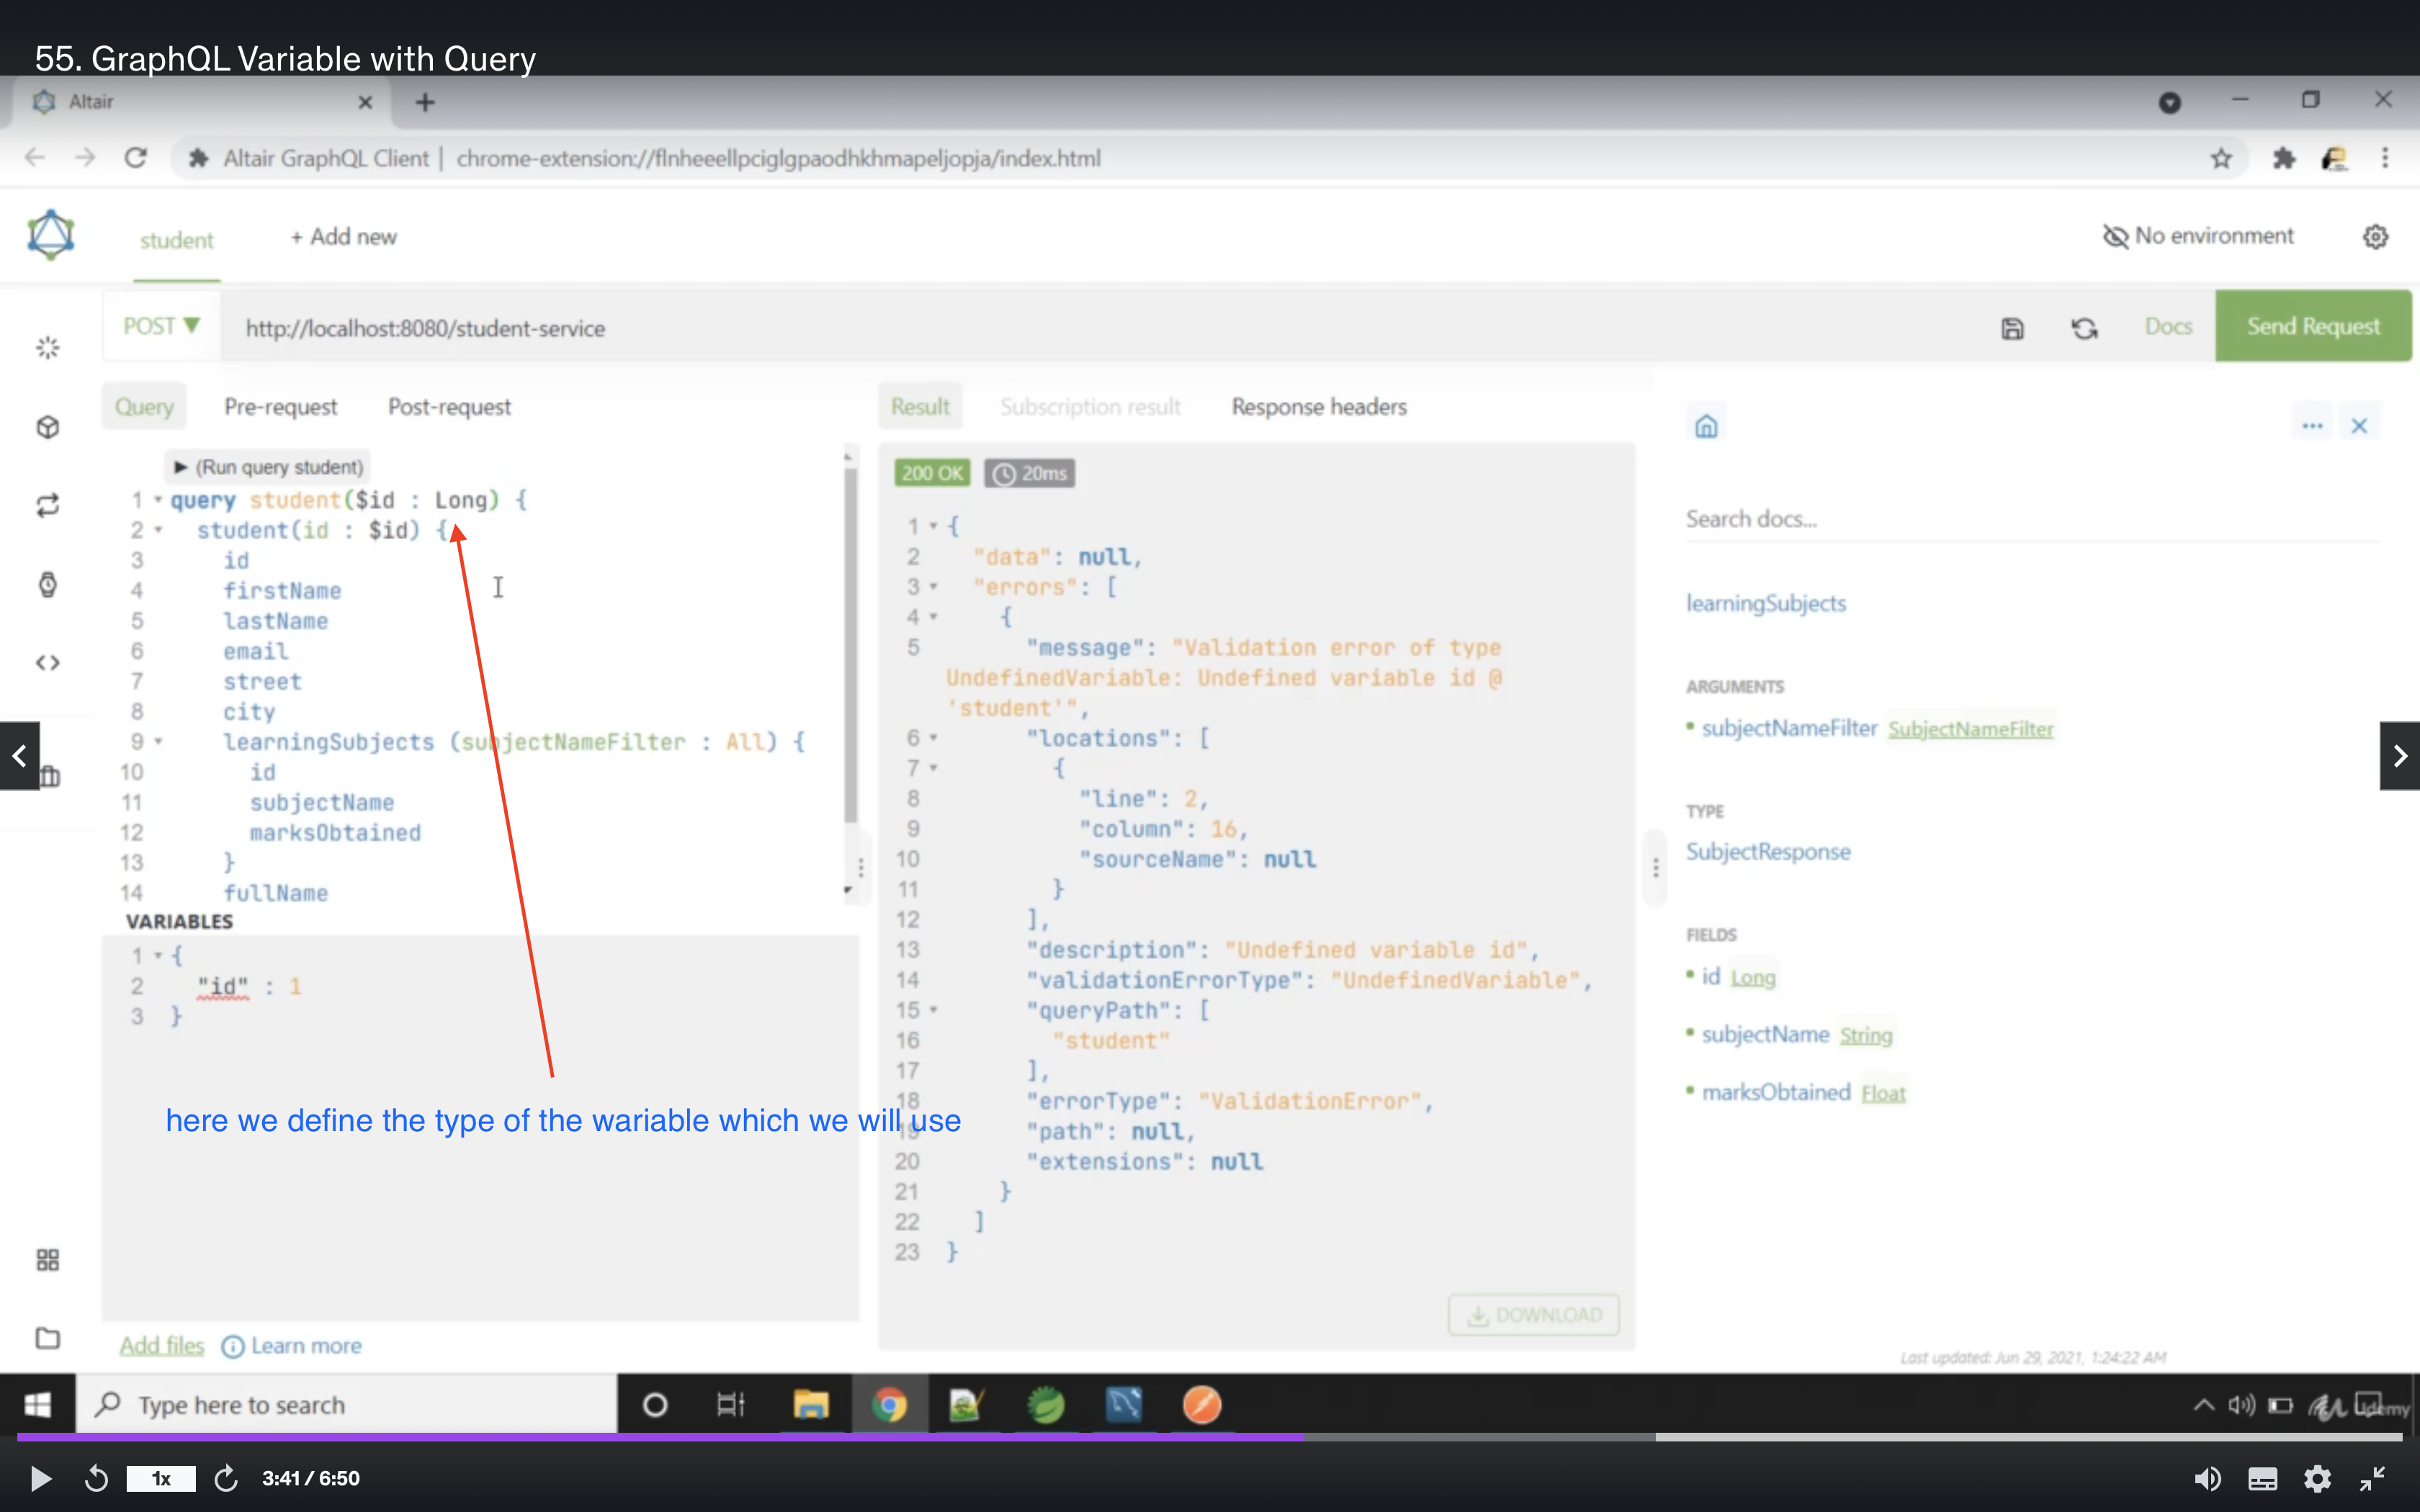 55. GraphQL Variable with Query
Altair
Altair GraphQL Client | chrome-extension://flnheeellpciglgpaodhkhmapeljopja/index.html
student
+ Add new
No environment
POST ▼
http://localhost:8080/student-service
Docs
Send Request
Query
Pre-request
Post-request
▶ (Run query student)
1 query student($id : Long) {
2 student(id : $id) {
3 id
4 firstName
5 lastName
6 email
7 street
8 city
9 learningSubjects (subjectNameFilter : All) {
10 id
11 subjectName
12 marksObtained
13 }
14 fullName
VARIABLES
1 {
2 "id" : 1
3 }
here we define the type of the wariable which we will use
Add files
Learn more
Result
Subscription result
Response headers
200 OK
20ms
1 {
2 "data": null,
3 "errors": [
4 {
5 "message": "Validation error of type
UndefinedVariable: Undefined variable id @
'student'",
6 "locations": [
7 {
8 "line": 2,
9 "column": 16,
10 "sourceName": null
11 }
12 ],
13 "description": "Undefined variable id",
14 "validationErrorType": "UndefinedVariable",
15 "queryPath": [
16 "student"
17 ],
18 "errorType": "ValidationError",
19 "path": null,
20 "extensions": null
21 }
22 ]
23 }
DOWNLOAD
Search docs...
learningSubjects
ARGUMENTS
subjectNameFilter SubjectNameFilter
TYPE
SubjectResponse
FIELDS
id Long
subjectName String
marksObtained Float
Last updated: Jun 29, 2021, 1:24:22 AM
Type here to search
Udemy
1x
3:41 / 6:50